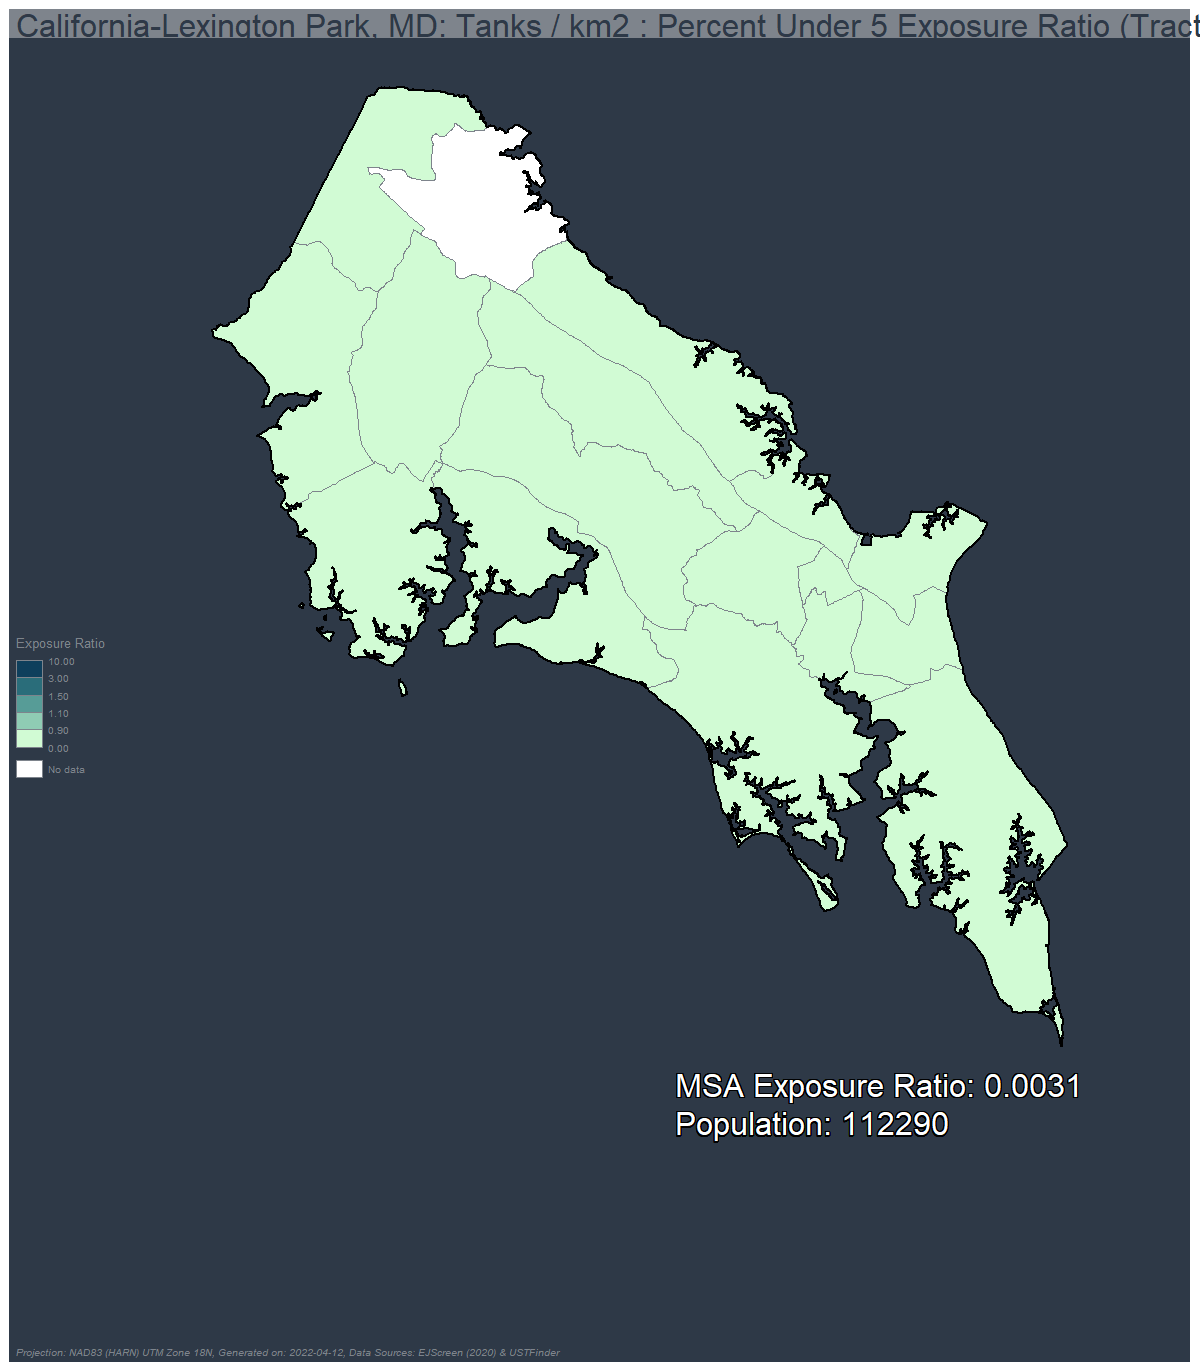 California-Lexington Park, MD: Tanks / km2 : Percent Under 5 Exposure Ratio (Tract
Exposure Ratio
10.00
3.00
1.50
1.10
0.90
0.00
No data
MSA Exposure Ratio: 0.0031
Population: 112290
Projection: NAD83 (HARN) UTM Zone 18N, Generated on: 2022-04-12, Data Sources: EJScreen (2020) & USTFinder